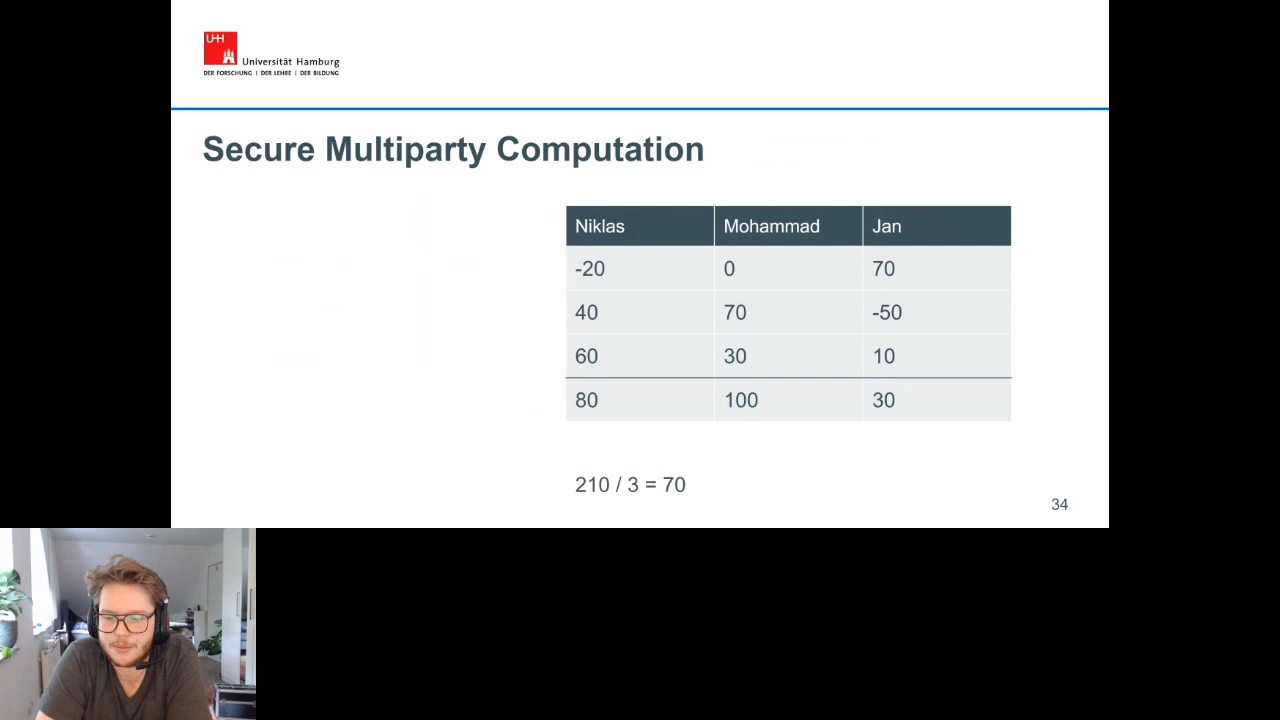 UHH
Universität Hamburg
DER FORSCHUNG | DER LEHRE | DER BILDUNG
Secure Multiparty Computation
Niklas Mohammad Jan
-20 0 70
40 70 -50
60 30 10
80 100 30
210 / 3 = 70
34